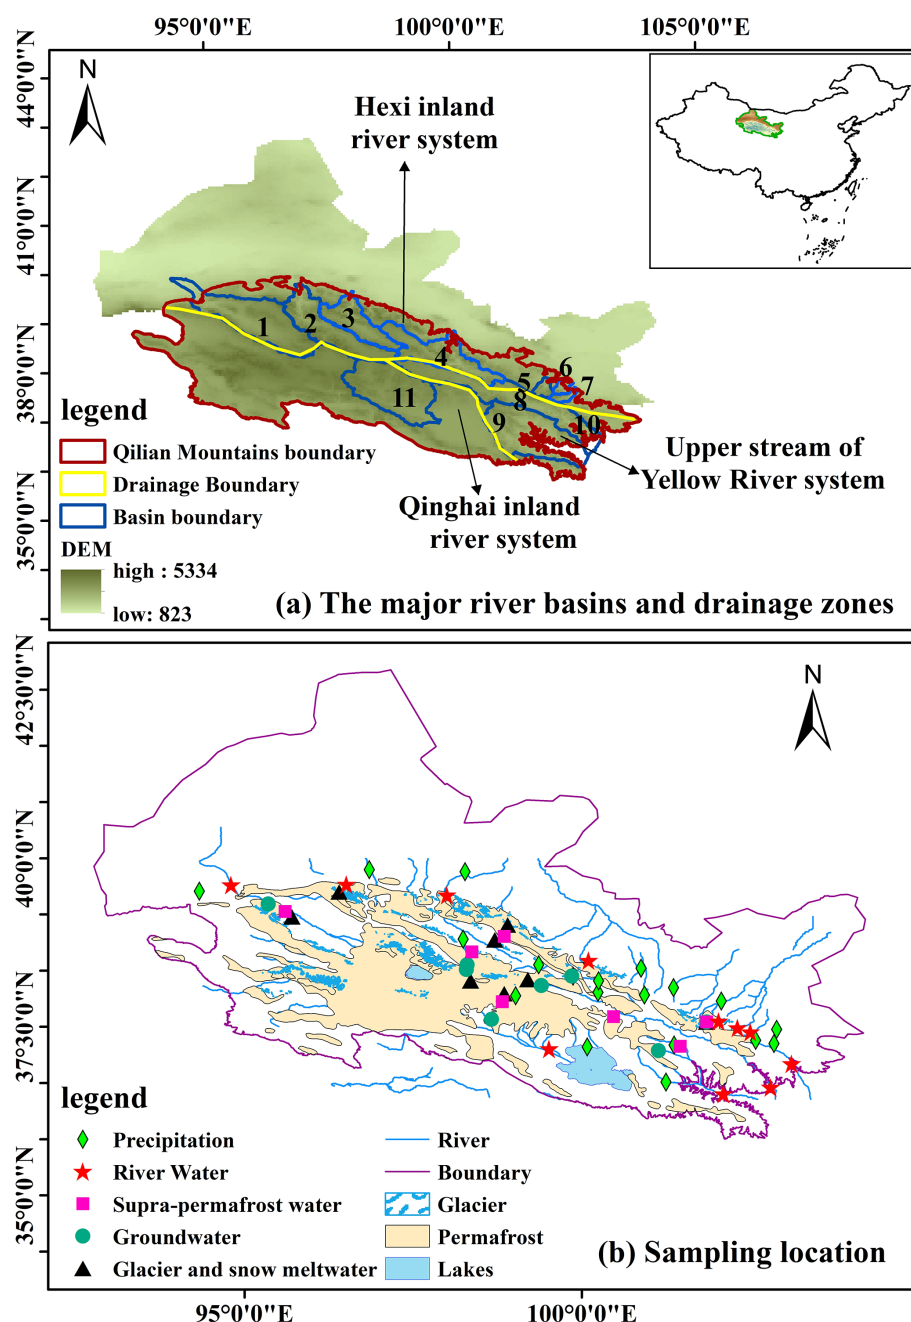 95°0'0"E 100°0'0"E 105°0'0"E
44°0'0"N
41°0'0"N
38°0'0"N
35°0'0"N
N
Hexi inland
river system
1
2
3
4
5
6
7
8
9
10
11
Upper stream of
Yellow River system
Qinghai inland
river system
legend
Qilian Mountains boundary
Drainage Boundary
Basin boundary
DEM
high : 5334
low: 823
(a) The major river basins and drainage zones
42°30'0"N
40°0'0"N
37°30'0"N
35°0'0"N
N
legend
Precipitation
River Water
Supra-permafrost water
Groundwater
Glacier and snow meltwater
River
Boundary
Glacier
Permafrost
Lakes
(b) Sampling location
95°0'0"E 100°0'0"E